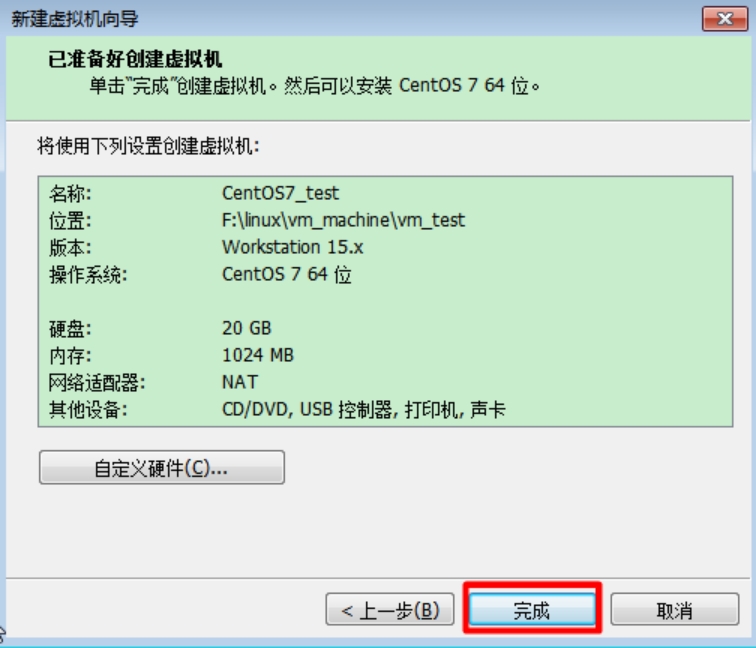 新建虚拟机向导
已准备好创建虚拟机
单击"完成"创建虚拟机。然后可以安装 CentOS 7 64 位。
将使用下列设置创建虚拟机:
名称: CentOS7_test
位置: F:\linux\vm_machine\vm_test
版本: Workstation 15.x
操作系统: CentOS 7 64 位
硬盘: 20 GB
内存: 1024 MB
网络适配器: NAT
其他设备: CD/DVD, USB 控制器, 打印机, 声卡
自定义硬件(C)...
< 上一步(B) 完成 取消